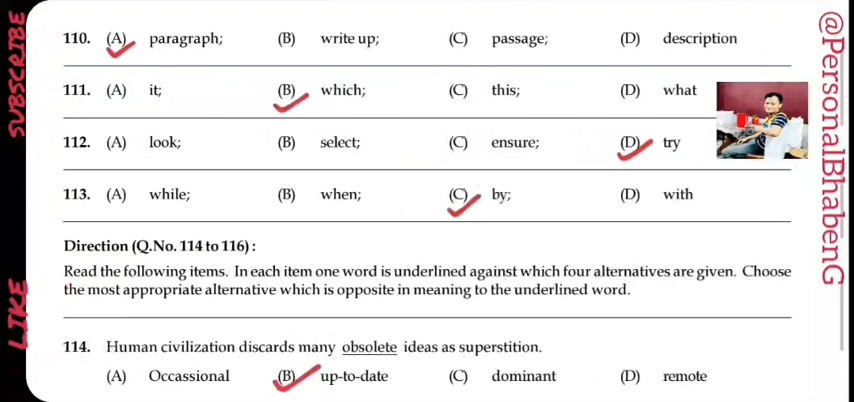 110. (A) paragraph; (B) write up; (C) passage; (D) description
111. (A) it; (B) which; (C) this; (D) what
112. (A) look; (B) select; (C) ensure; (D) try
113. (A) while; (B) when; (C) by; (D) with
Direction (Q.No. 114 to 116) :
Read the following items. In each item one word is underlined against which four alternatives are given. Choose
the most appropriate alternative which is opposite in meaning to the underlined word.
114. Human civilization discards many obsolete ideas as superstition.
(A) Occassional (B) up-to-date (C) dominant (D) remote
SUBSCRIBE
LIKE
@PersonalBhabenG